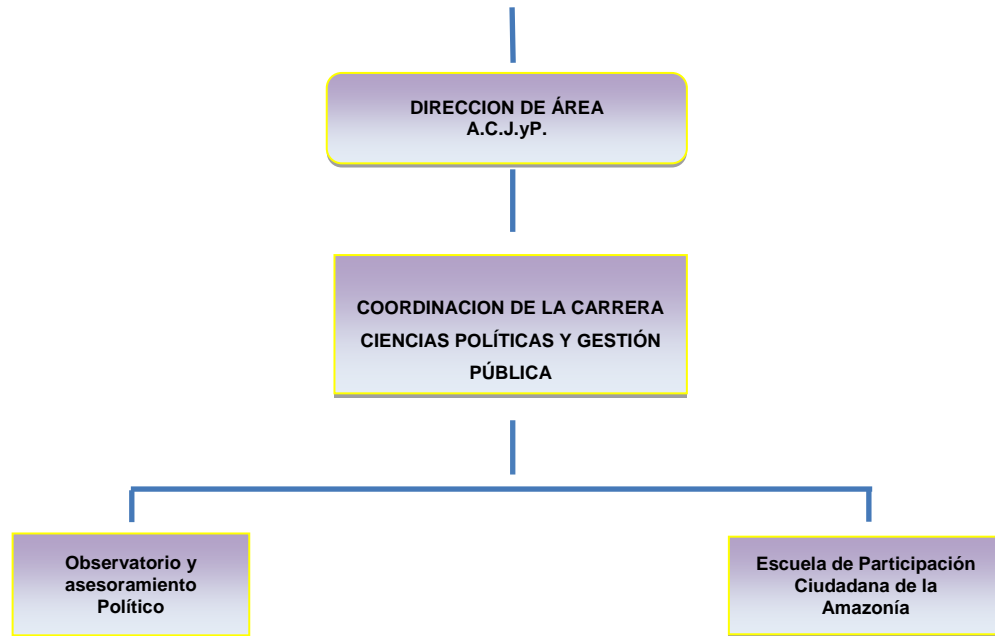 DIRECCION DE ÁREA
A.C.J.yP.
COORDINACION DE LA CARRERA
CIENCIAS POLÍTICAS Y GESTIÓN
PÚBLICA
Observatorio y
asesoramiento
Político
Escuela de Participación
Ciudadana de la
Amazonía